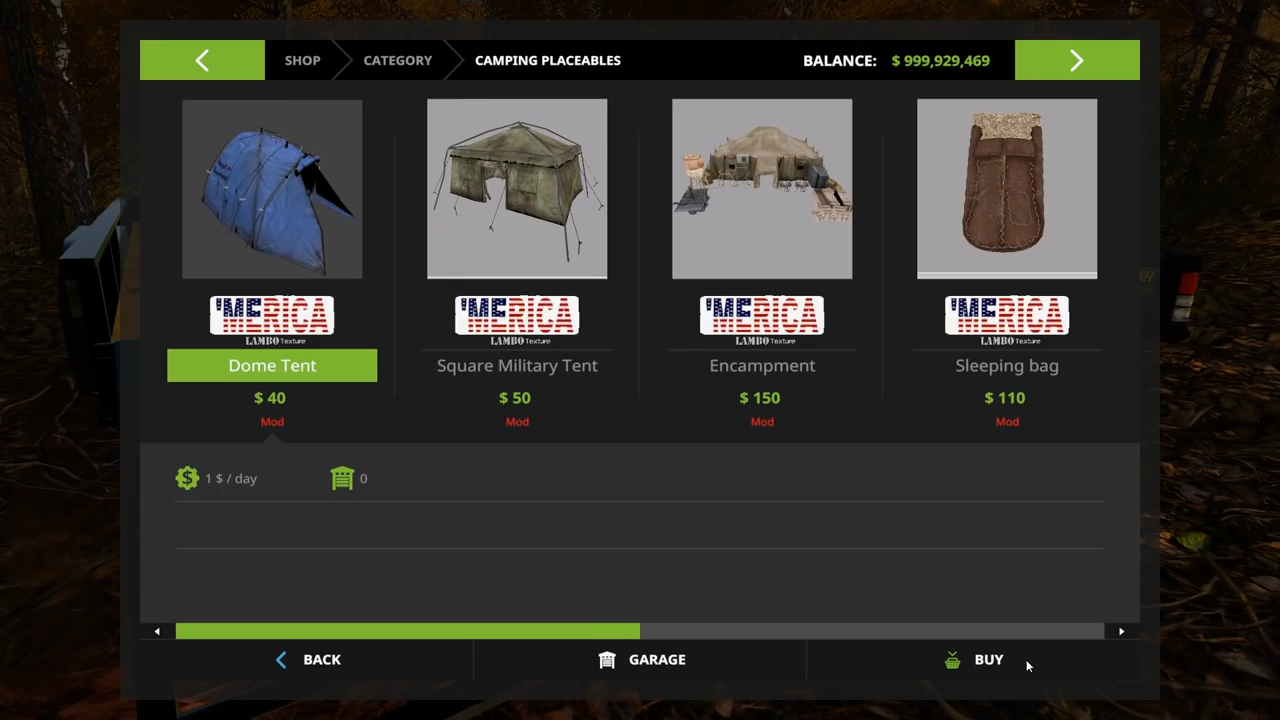 SHOP CATEGORY CAMPING PLACEABLES BALANCE: $ 999,929,469
'MERICA 'MERICA 'MERICA 'MERICA
LAMBO Texture LAMBO Texture LAMBO Texture LAMBO Texture
Dome Tent Square Military Tent Encampment Sleeping bag
$ 40 $ 50 $ 150 $ 110
Mod Mod Mod Mod
1 $ / day 0
BACK GARAGE BUY